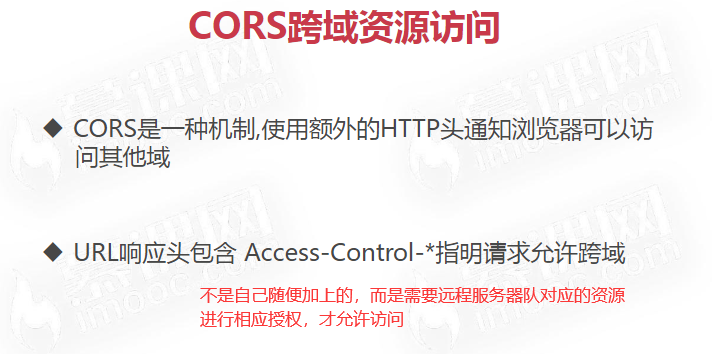 CORS跨域资源访问
◆ CORS是一种机制,使用额外的HTTP头通知浏览器可以访
问其他域
◆ URL响应头包含 Access-Control-*指明请求允许跨域
不是自己随便加上的，而是需要远程服务器队对应的资源
进行相应授权，才允许访问